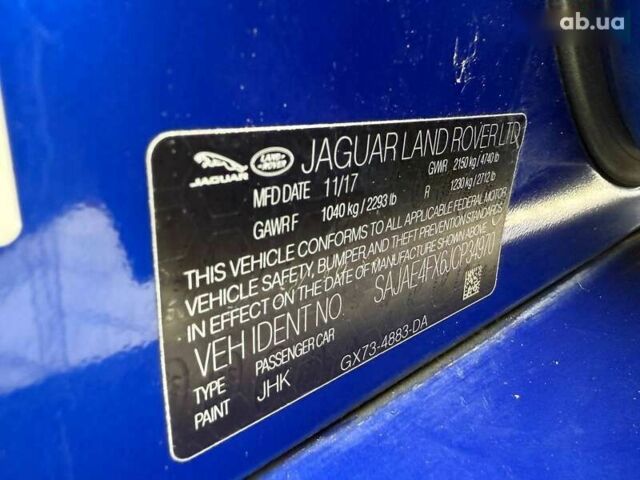 ab.ua
JAGUAR LAND ROVER JAGUAR LAND ROVER LTD
MFD DATE 11/17 GVWR 2150 kg / 4740 lb
GAWR F 1040 kg / 2293 lb R 1230 kg / 2712 lb
THIS VEHICLE CONFORMS TO ALL APPLICABLE FEDERAL MOTOR
VEHICLE SAFETY, BUMPER, AND THEFT PREVENTION STANDARDS
IN EFFECT ON THE DATE OF MANUFACTURE SHOWN ABOVE.
VEH IDENT NO. SAJAE4FX6JCP34970
TYPE PASSENGER CAR
PAINT JHK GX73-4883-DA